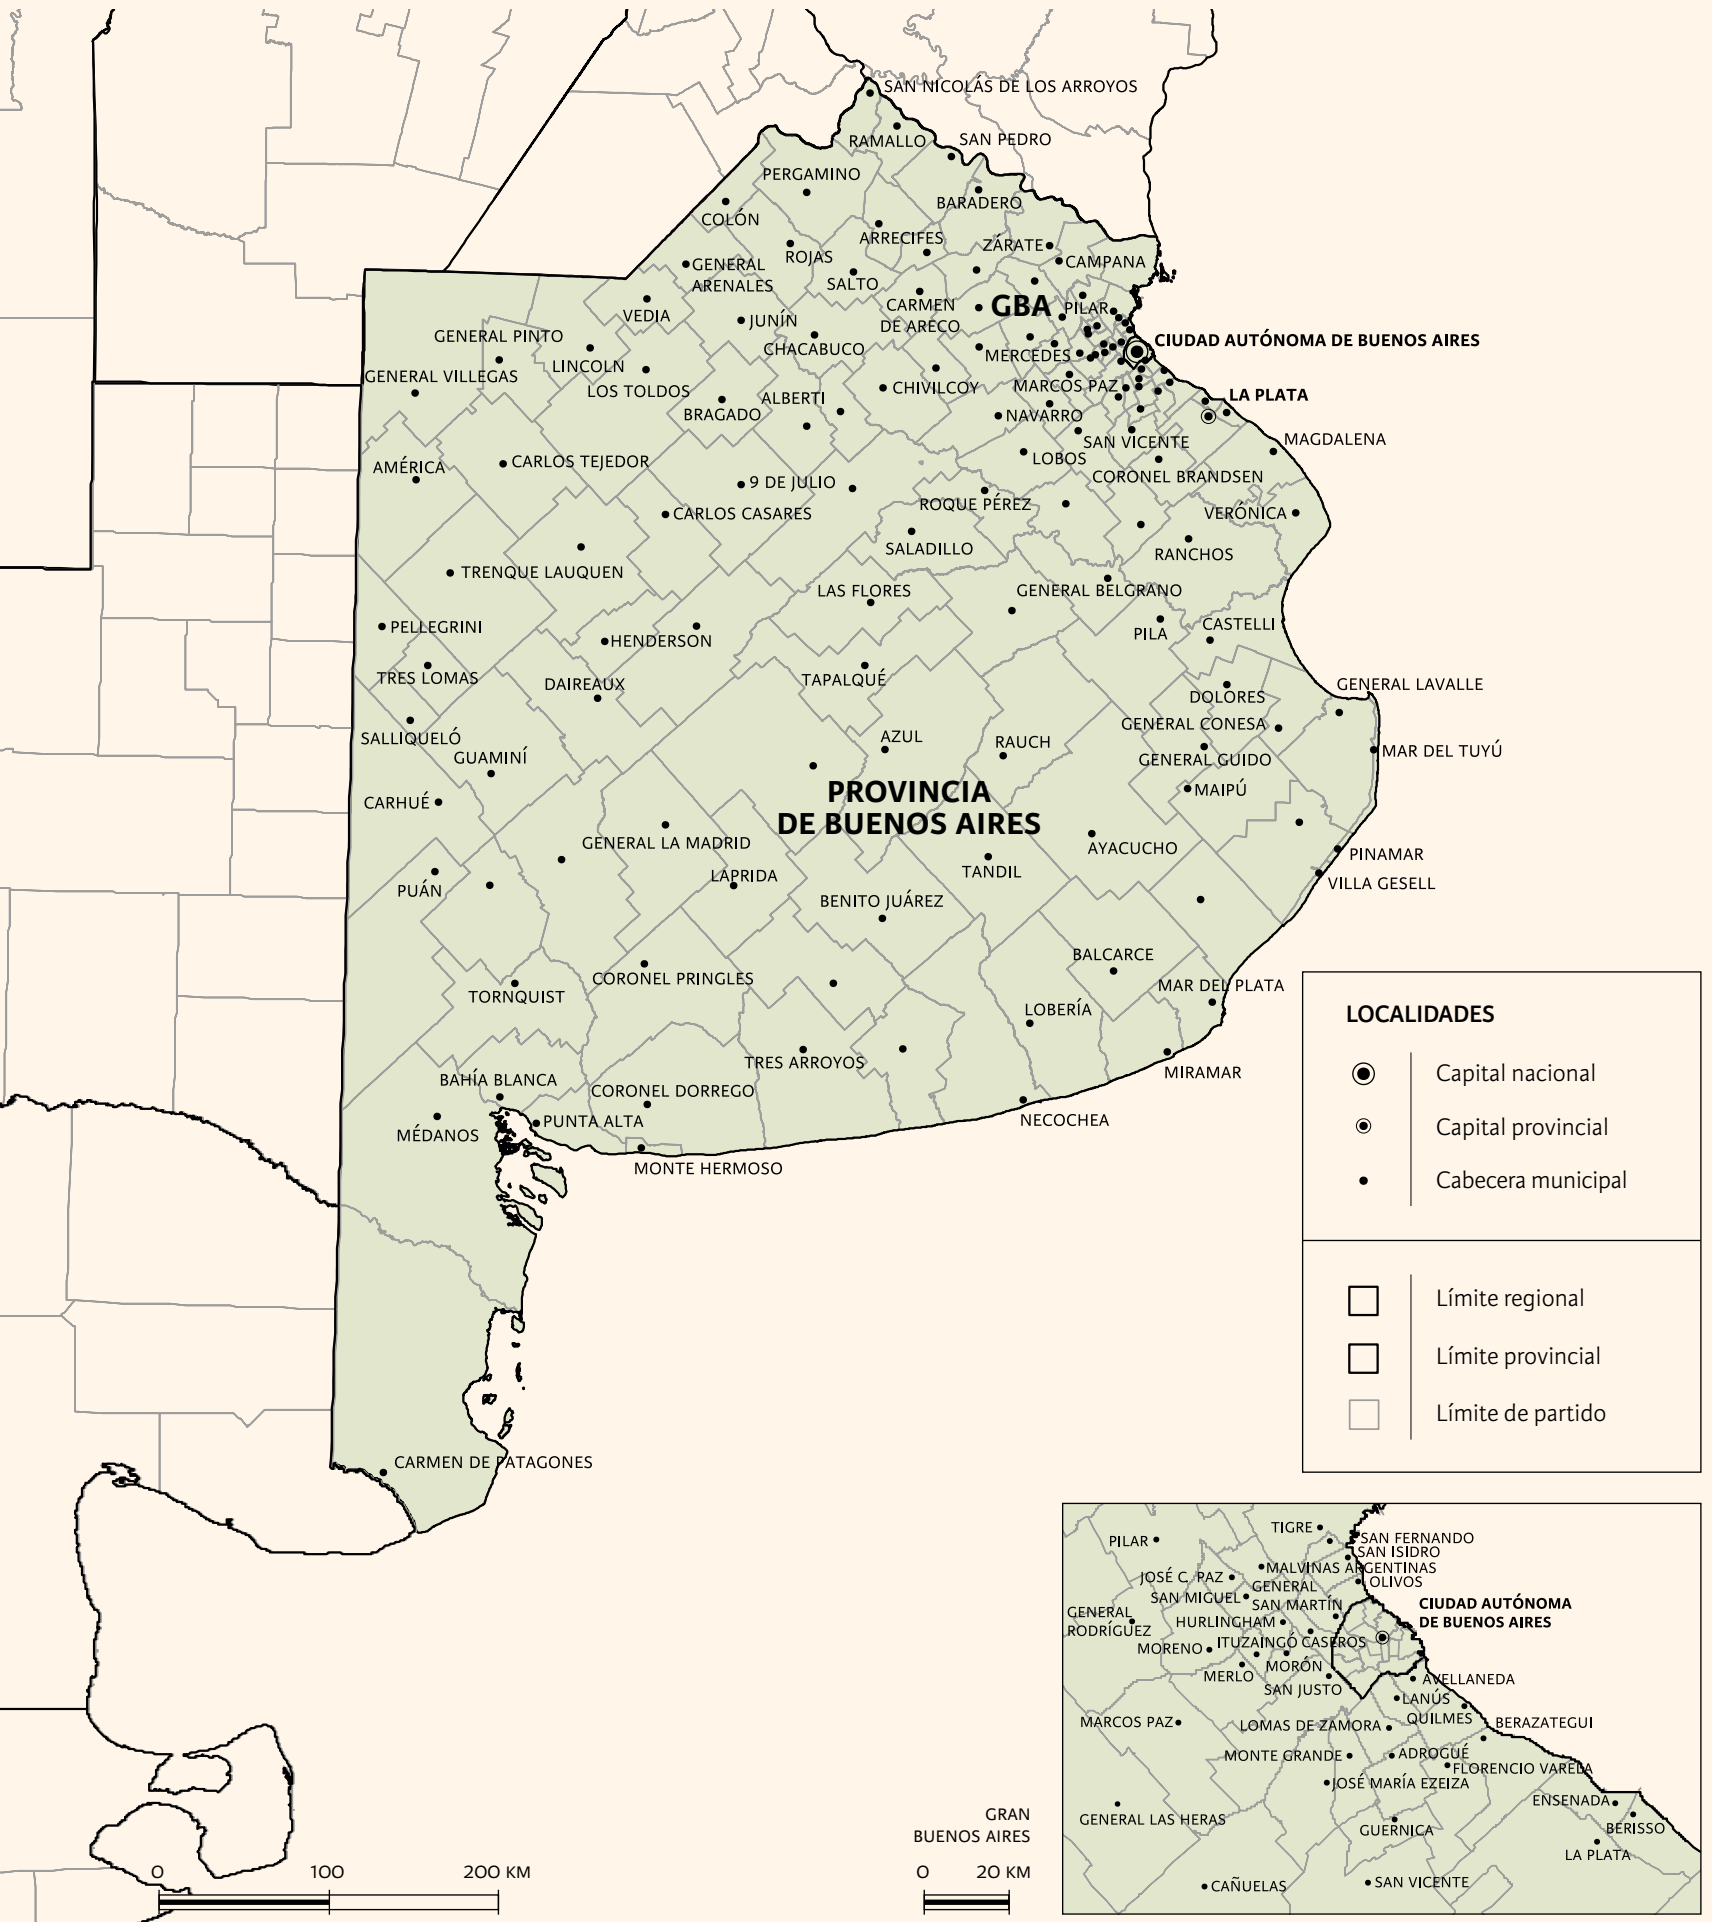 SAN NICOLÁS DE LOS ARROYOS
RAMALLO
SAN PEDRO
PERGAMINO
BARADERO
COLÓN
ARRECIFES
ZÁRATE
ROJAS
CAMPANA
GENERAL
ARENALES
SALTO
CARMEN
DE ARECO
GBA
PILAR
VEDIA
JUNÍN
GENERAL PINTO
CHACABUCO
MERCEDES
CIUDAD AUTÓNOMA DE BUENOS AIRES
LINCOLN
GENERAL VILLEGAS
LOS TOLDOS
CHIVILCOY
MARCOS PAZ
LA PLATA
ALBERTI
BRAGADO
NAVARRO
MAGDALENA
SAN VICENTE
LOBOS
AMÉRICA
CARLOS TEJEDOR
CORONEL BRANDSEN
9 DE JULIO
ROQUE PÉREZ
VERÓNICA
CARLOS CASARES
SALADILLO
RANCHOS
TRENQUE LAUQUEN
LAS FLORES
GENERAL BELGRANO
PELLEGRINI
HENDERSON
PILA
CASTELLI
TRES LOMAS
DAIREAUX
TAPALQUÉ
GENERAL LAVALLE
DOLORES
GENERAL CONESA
SALLIQUELÓ
AZUL
RAUCH
MAR DEL TUYÚ
GUAMINÍ
GENERAL GUIDO
MAIPÚ
CARHUÉ
PROVINCIA
DE BUENOS AIRES
GENERAL LA MADRID
AYACUCHO
PINAMAR
LAPRIDA
TANDIL
VILLA GESELL
PUÁN
BENITO JUÁREZ
BALCARCE
CORONEL PRINGLES
MAR DEL PLATA
TORNQUIST
LOBERÍA
TRES ARROYOS
MIRAMAR
BAHÍA BLANCA
CORONEL DORREGO
PUNTA ALTA
NECOCHEA
MÉDANOS
MONTE HERMOSO
CARMEN DE PATAGONES
LOCALIDADES
Capital nacional
Capital provincial
Cabecera municipal
Límite regional
Límite provincial
Límite de partido
TIGRE
PILAR
SAN FERNANDO
SAN ISIDRO
MALVINAS ARGENTINAS
JOSÉ C. PAZ
OLIVOS
SAN MIGUEL
GENERAL
SAN MARTÍN
CIUDAD AUTÓNOMA
DE BUENOS AIRES
GENERAL
RODRÍGUEZ
HURLINGHAM
MORENO
ITUZAINGÓ
CASEROS
MERLO
MORÓN
SAN JUSTO
AVELLANEDA
LANÚS
QUILMES
BERAZATEGUI
MARCOS PAZ
LOMAS DE ZAMORA
MONTE GRANDE
ADROGUÉ
FLORENCIO VARELA
JOSÉ MARÍA EZEIZA
ENSENADA
GENERAL LAS HERAS
GUERNICA
BERISSO
LA PLATA
CAÑUELAS
SAN VICENTE
GRAN
BUENOS AIRES
0 100 200 KM
0 20 KM